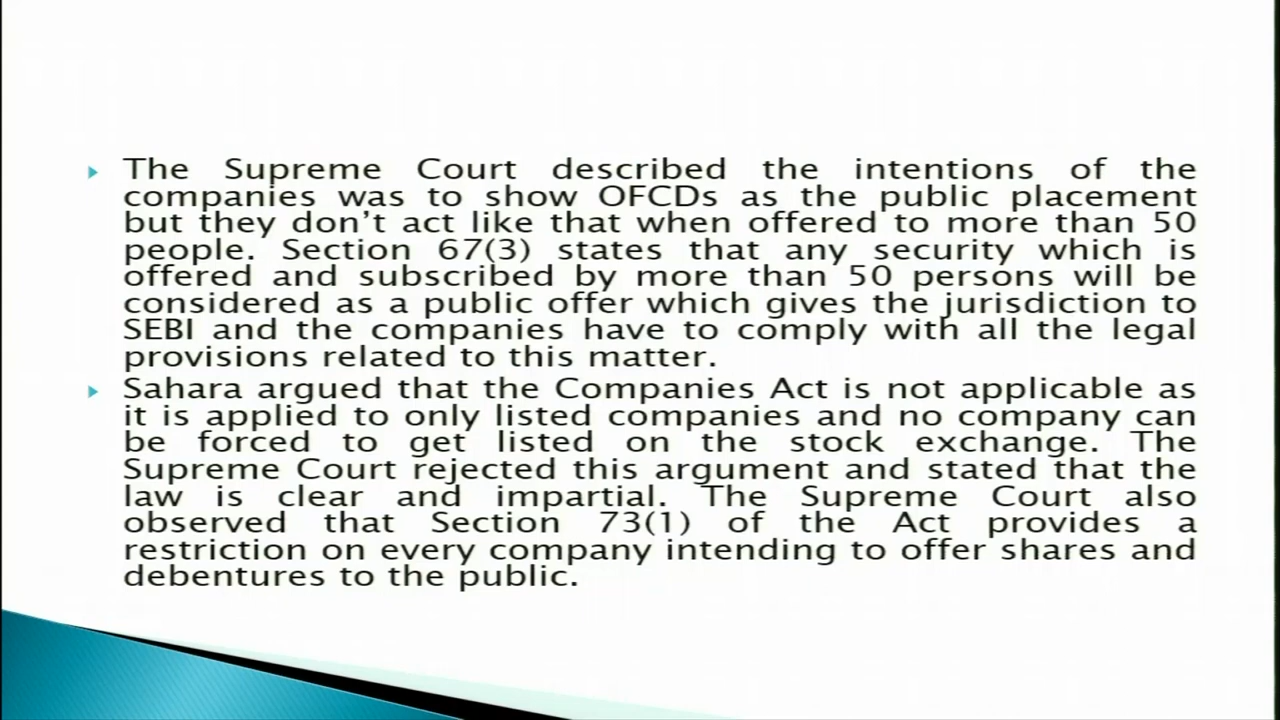 The Supreme Court described the intentions of the
companies was to show OFCDs as the public placement
but they don't act like that when offered to more than 50
people. Section 67(3) states that any security which is
offered and subscribed by more than 50 persons will be
considered as a public offer which gives the jurisdiction to
SEBI and the companies have to comply with all the legal
provisions related to this matter.
Sahara argued that the Companies Act is not applicable as
it is applied to only listed companies and no company can
be forced to get listed on the stock exchange. The
Supreme Court rejected this argument and stated that the
law is clear and impartial. The Supreme Court also
observed that Section 73(1) of the Act provides a
restriction on every company intending to offer shares and
debentures to the public.